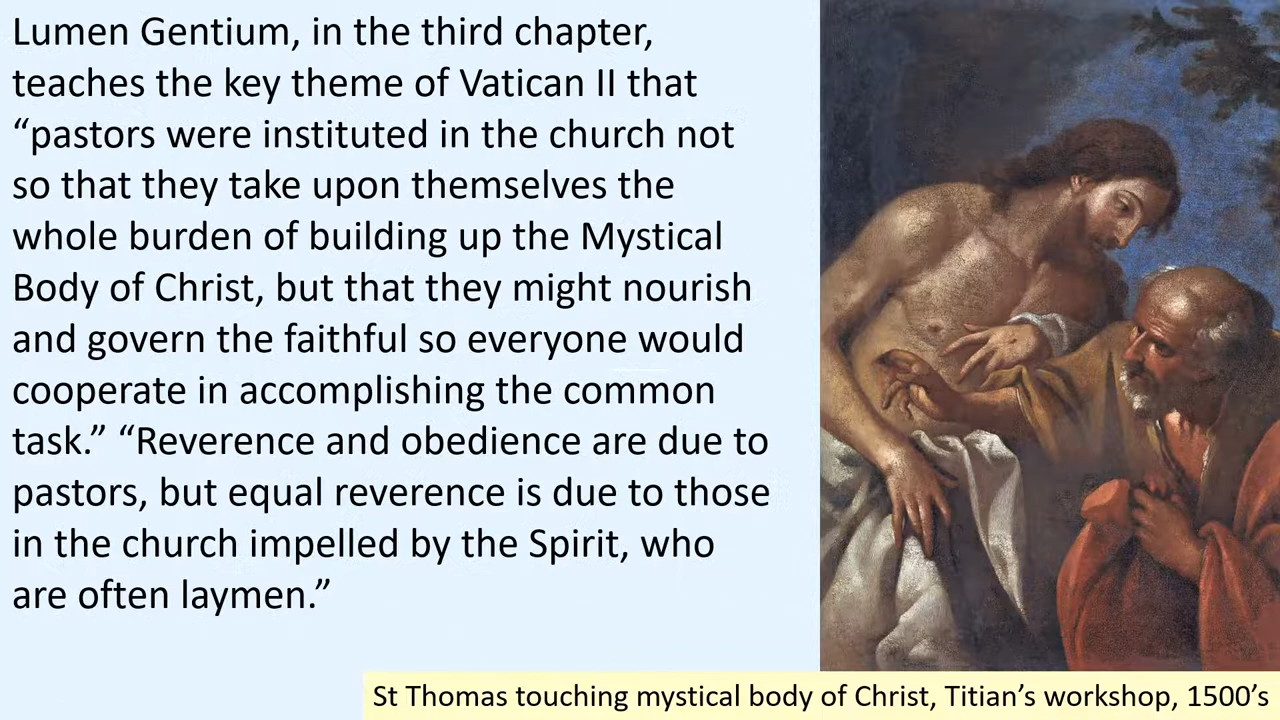 Lumen Gentium, in the third chapter,
teaches the key theme of Vatican II that
“pastors were instituted in the church not
so that they take upon themselves the
whole burden of building up the Mystical
Body of Christ, but that they might nourish
and govern the faithful so everyone would
cooperate in accomplishing the common
task.” “Reverence and obedience are due to
pastors, but equal reverence is due to those
in the church impelled by the Spirit, who
are often laymen.”
St Thomas touching mystical body of Christ, Titian’s workshop, 1500’s